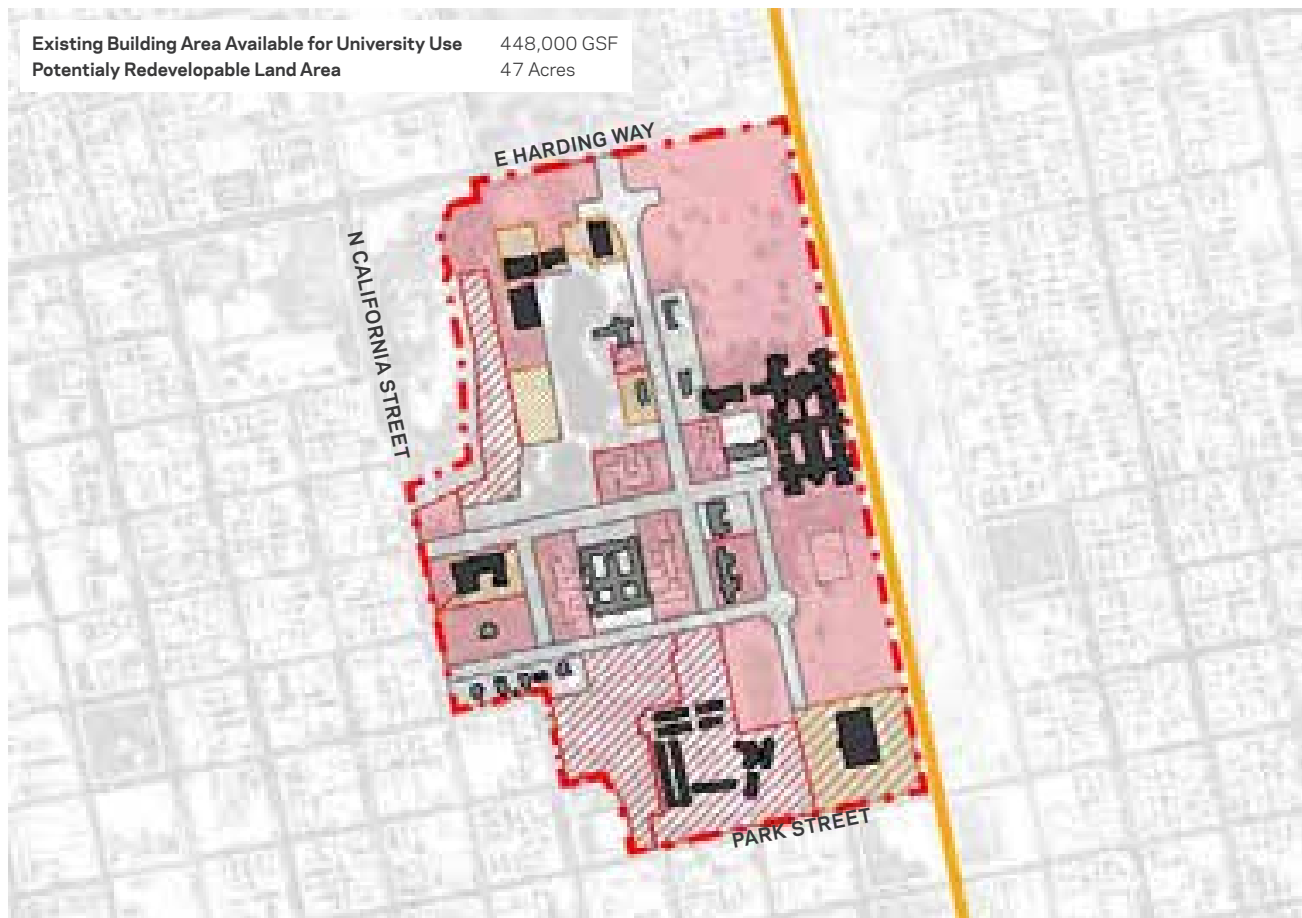 Existing Building Area Available for University Use 448,000 GSF
Potentialy Redevelopable Land Area 47 Acres
E HARDING WAY
N CALIFORNIA STREET
PARK STREET